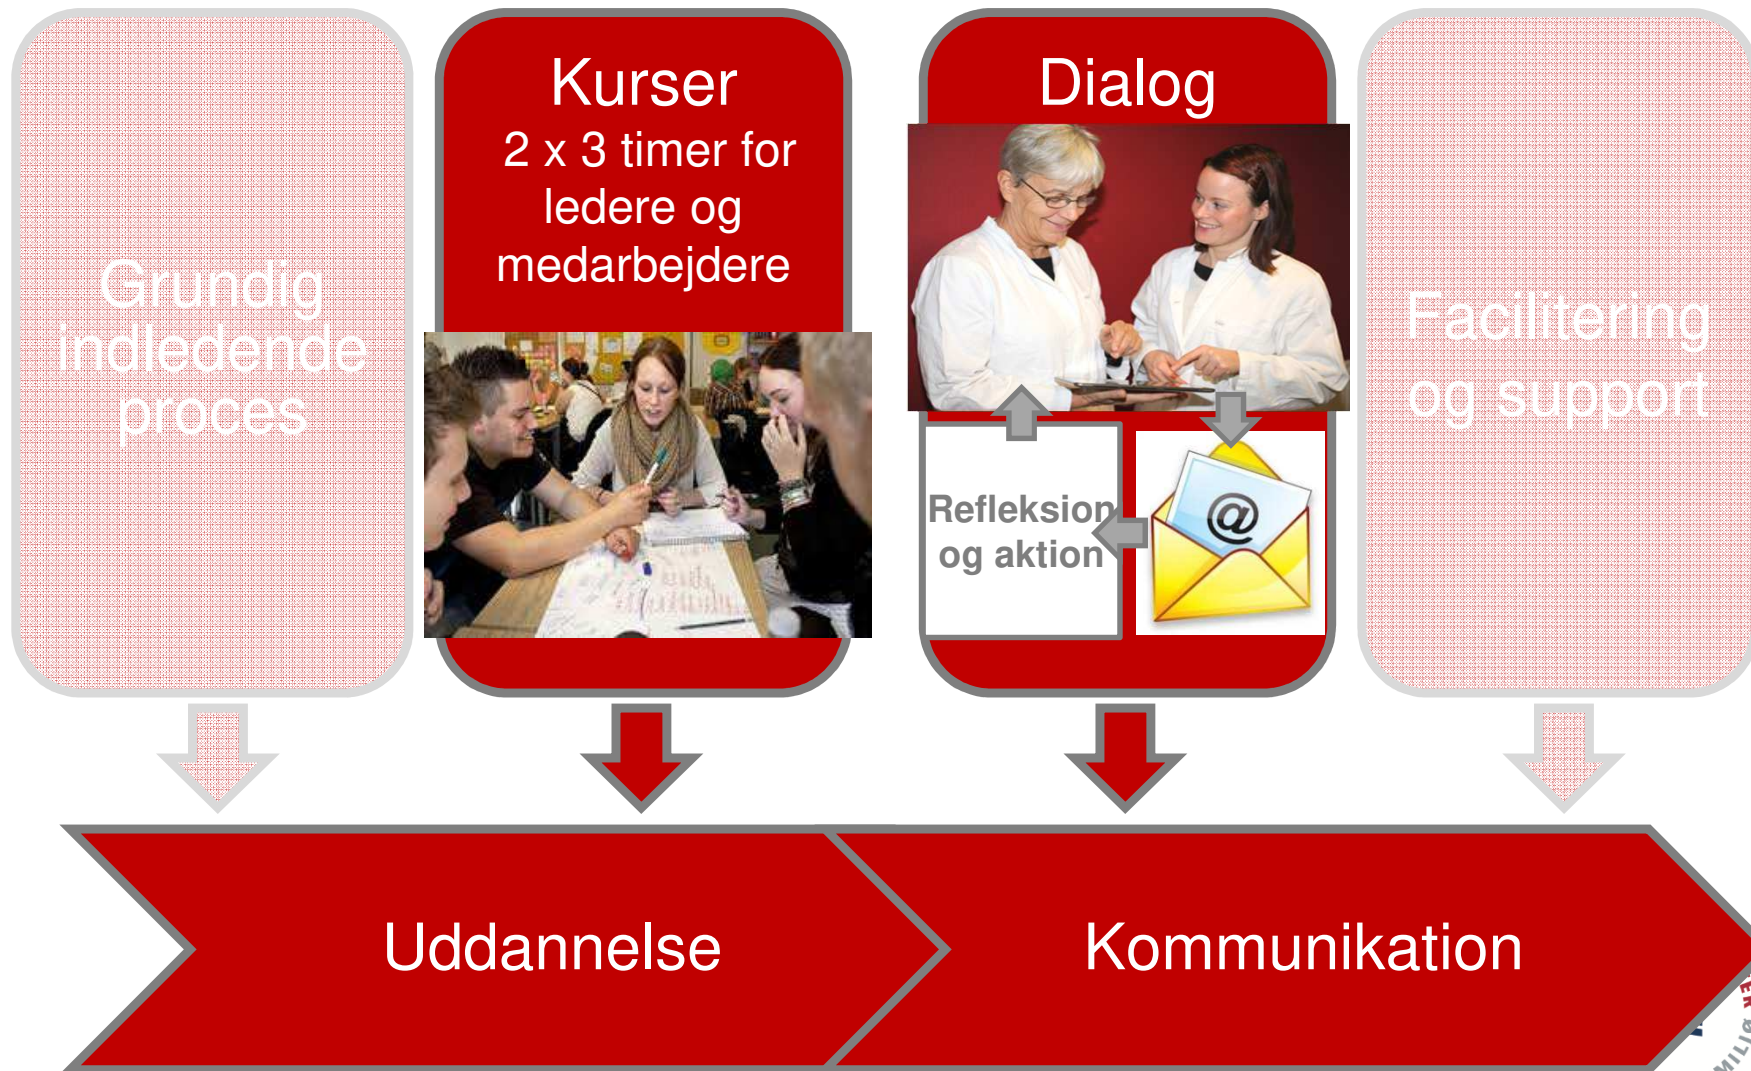 Grundig
indledende
proces
Kurser
2 x 3 timer for
ledere og
medarbejdere
Dialog
@
Refleksion
og aktion
Facilitering
og support
Uddannelse
Kommunikation